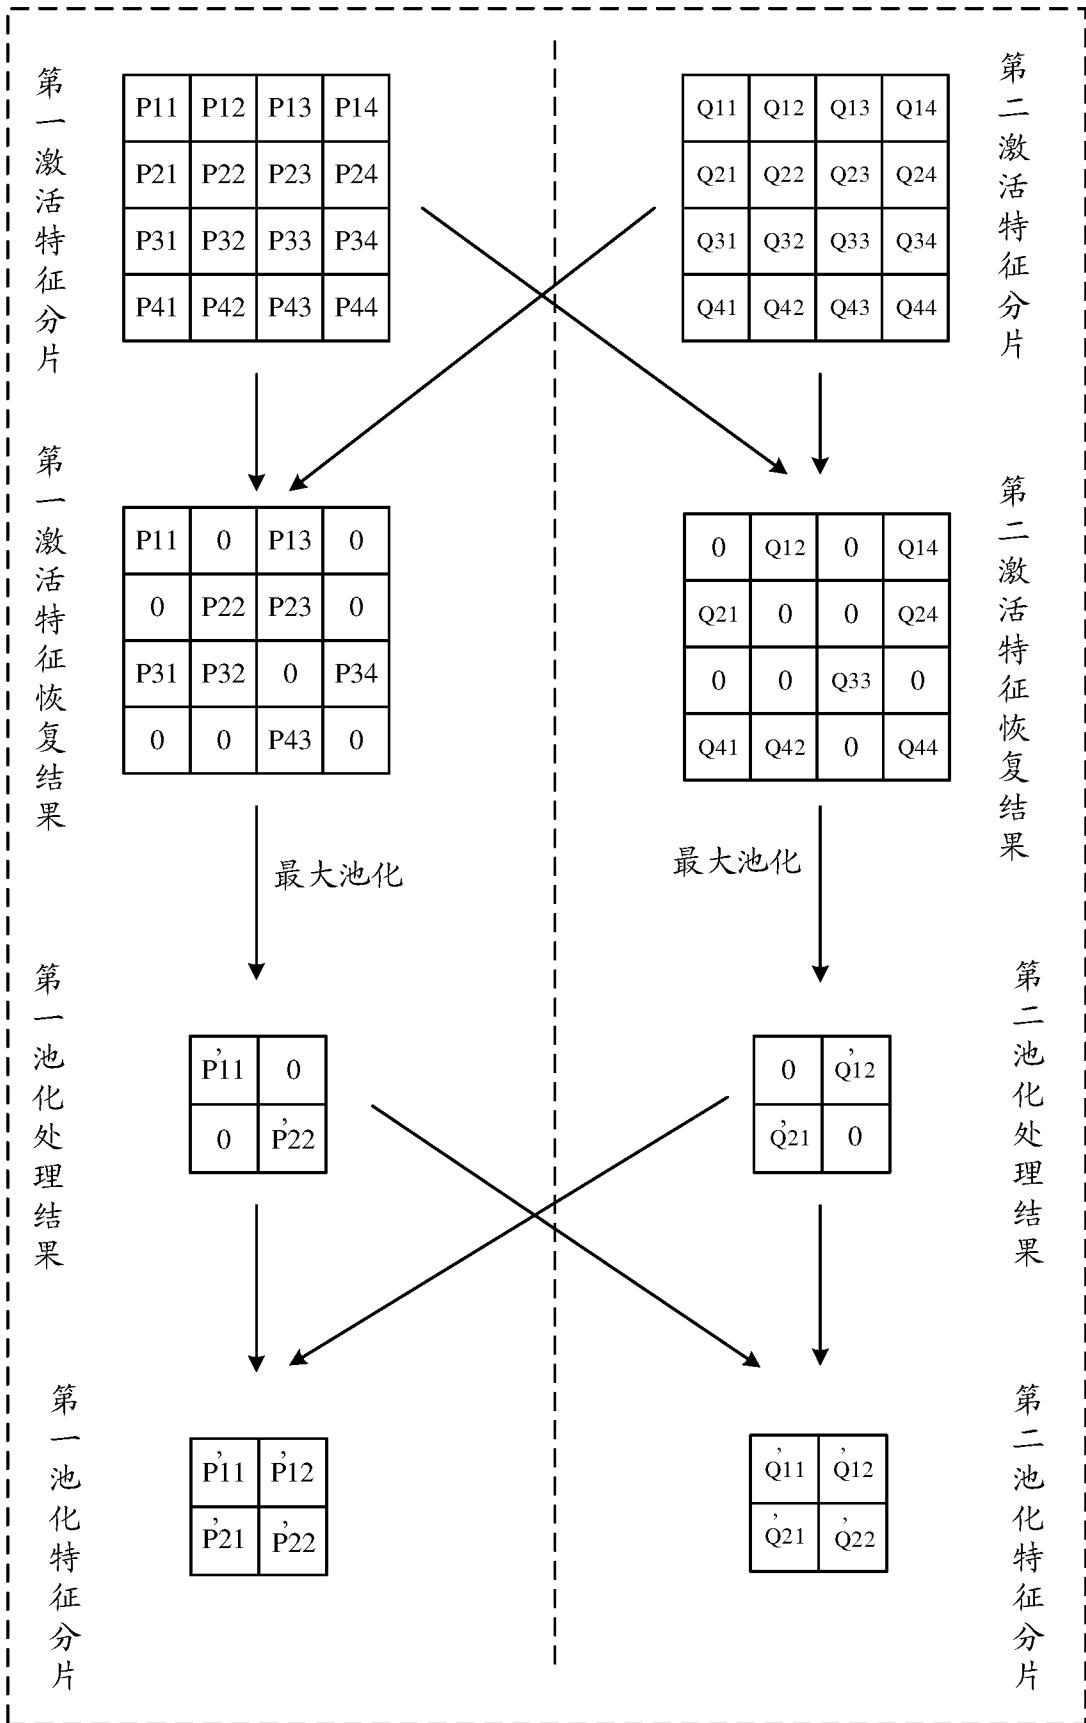 第一激活特征分片
P11 P12 P13 P14
P21 P22 P23 P24
P31 P32 P33 P34
P41 P42 P43 P44
第二激活特征分片
Q11 Q12 Q13 Q14
Q21 Q22 Q23 Q24
Q31 Q32 Q33 Q34
Q41 Q42 Q43 Q44
第一激活特征恢复结果
P11 0 P13 0
0 P22 P23 0
P31 P32 0 P34
0 0 P43 0
第二激活特征恢复结果
0 Q12 0 Q14
Q21 0 0 Q24
0 0 Q33 0
Q41 Q42 0 Q44
最大池化
最大池化
第一池化处理结果
P'11 0
0 P'22
第二池化处理结果
0 Q'12
Q'21 0
第一池化特征分片
P'11 P'12
P'21 P'22
第二池化特征分片
Q'11 Q'12
Q'21 Q'22